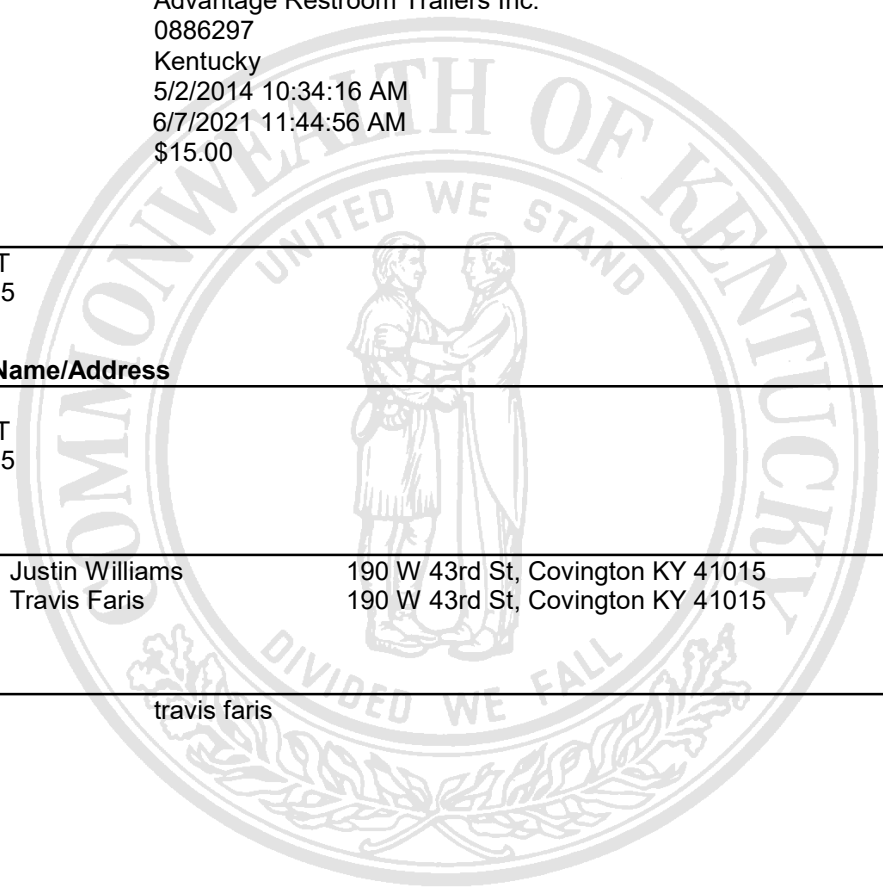 Advantage Restroom Trailers Inc.
0886297
Kentucky
5/2/2014 10:34:16 AM
6/7/2021 11:44:56 AM
$15.00
T
5
Name/Address
T
5
Justin Williams 190 W 43rd St, Covington KY 41015
Travis Faris 190 W 43rd St, Covington KY 41015
travis faris
COMMONWEALTH OF KENTUCKY
UNITED WE STAND
DIVIDED WE FALL